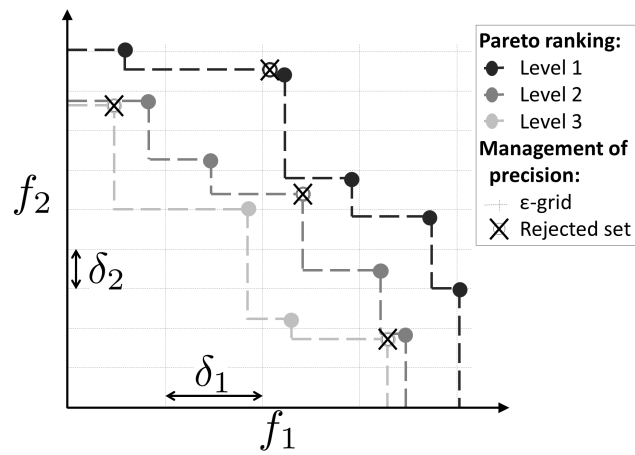 Pareto ranking:
Level 1
Level 2
Level 3
Management of
precision:
ε-grid
Rejected set
f₂
δ₂
δ₁
f₁